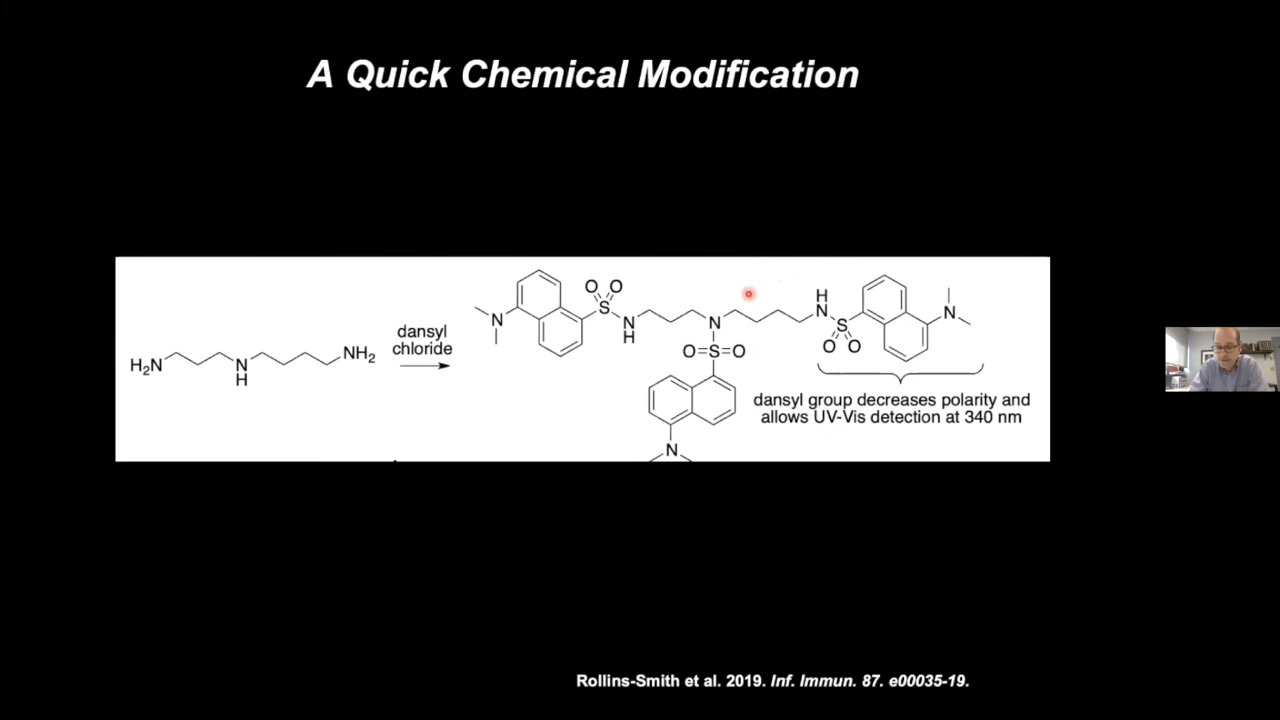 A Quick Chemical Modification
O O
S
N
N
H
N
O=S=O
N
H
N
S
O O
N
dansyl
chloride
H₂N
N
H
NH₂
dansyl group decreases polarity and
allows UV-Vis detection at 340 nm
Rollins-Smith et al. 2019. Inf. Immun. 87. e00035-19.